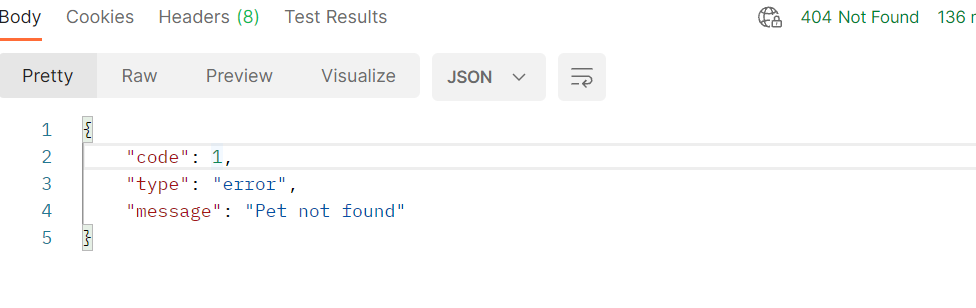 Body Cookies Headers (8) Test Results 404 Not Found 136
Pretty Raw Preview Visualize JSON
1 {
2 "code": 1,
3 "type": "error",
4 "message": "Pet not found"
5 }